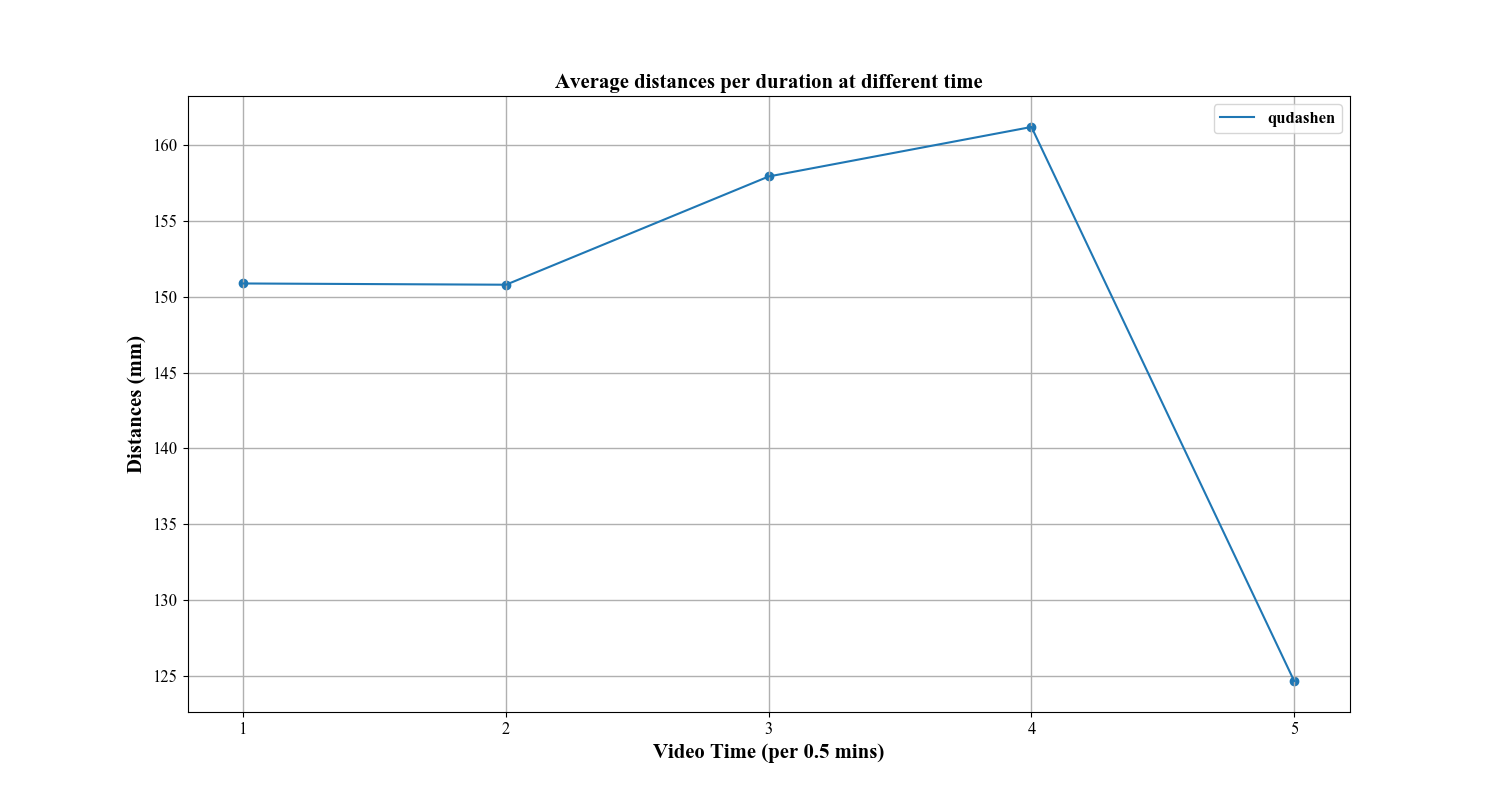 Average distances per duration at different time
qudashen
160
155
150
145
140
135
130
125
Distances (mm)
1 2 3 4 5
Video Time (per 0.5 mins)